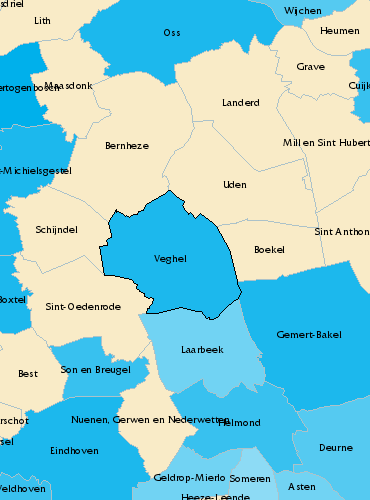 sdriel
Wijchen
Lith
Oss
Heumen
Grave
Maasdonk
ertogenbosch
Cuijk
Landerd
Bernheze
Mill en Sint Hubert
-Michielsgestel
Uden
Schijndel
Sint Anthon
Boekel
Veghel
Boxtel
Sint-Oedenrode
Gemert-Bakel
Laarbeek
Best
Son en Breugel
Nuenen, Gerwen en Nederwetten
rschot
Helmond
sel
Eindhoven
Deurne
Geldrop-Mierlo
Someren
Veldhoven
Asten
Heeze-Leende